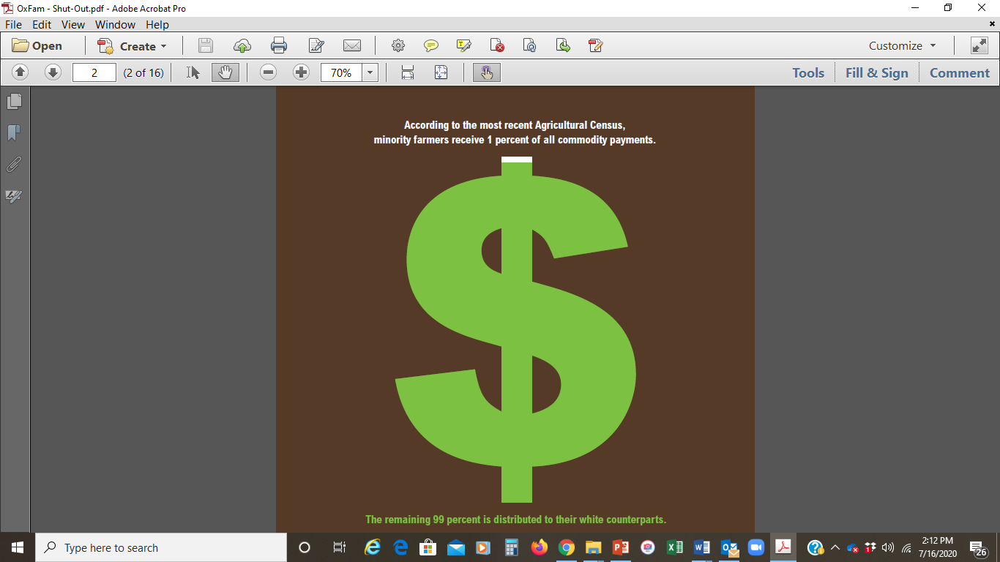 OxFam - Shut-Out.pdf - Adobe Acrobat Pro
File Edit View Window Help
Open Create Customize
2 (2 of 16) 70% Tools Fill & Sign Comment
According to the most recent Agricultural Census,
minority farmers receive 1 percent of all commodity payments.
$
The remaining 99 percent is distributed to their white counterparts.
Type here to search
2:12 PM
7/16/2020
26